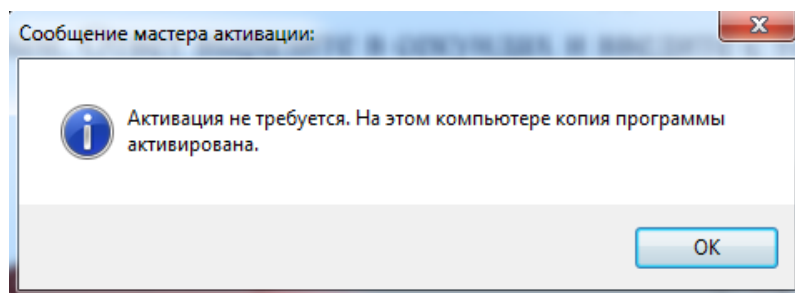 Сообщение мастера активации:
Активация не требуется. На этом компьютере копия программы
активирована.
OK